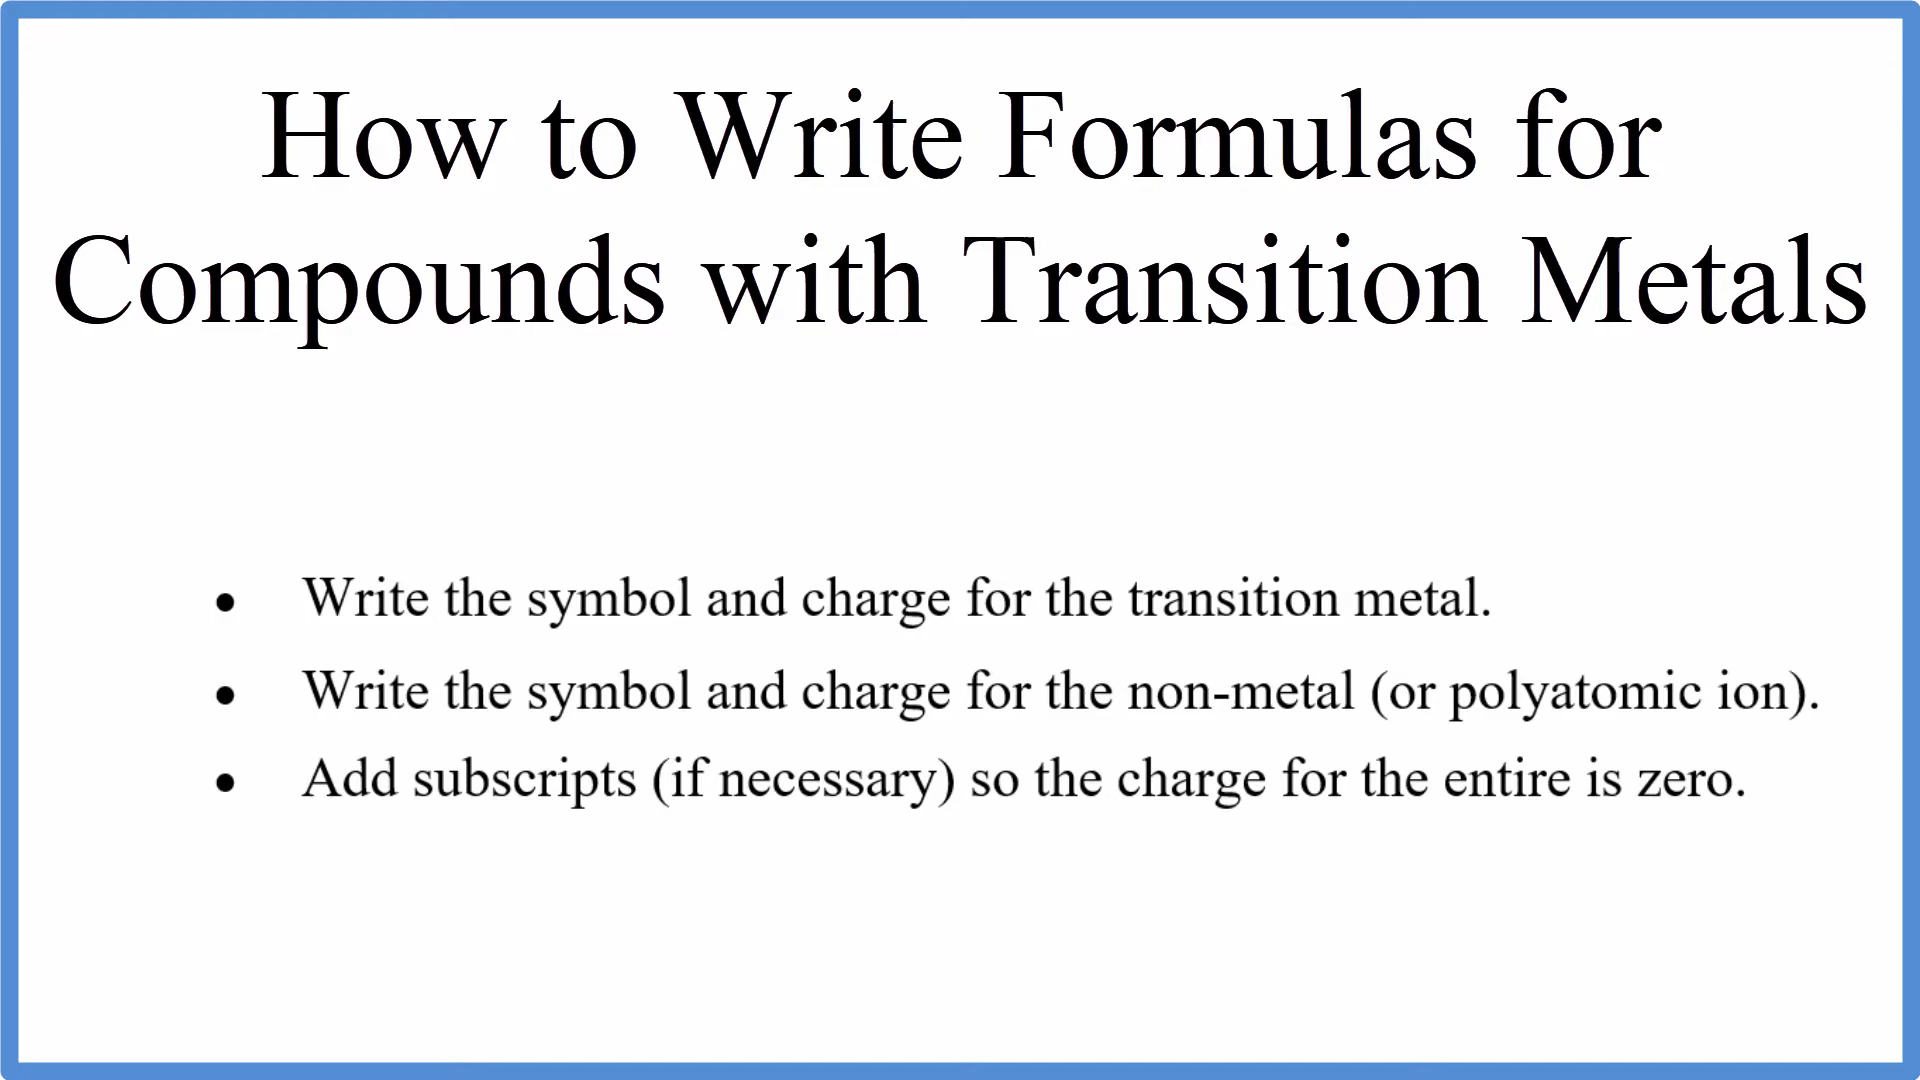 How to Write Formulas for
Compounds with Transition Metals
• Write the symbol and charge for the transition metal.
• Write the symbol and charge for the non-metal (or polyatomic ion).
• Add subscripts (if necessary) so the charge for the entire is zero.